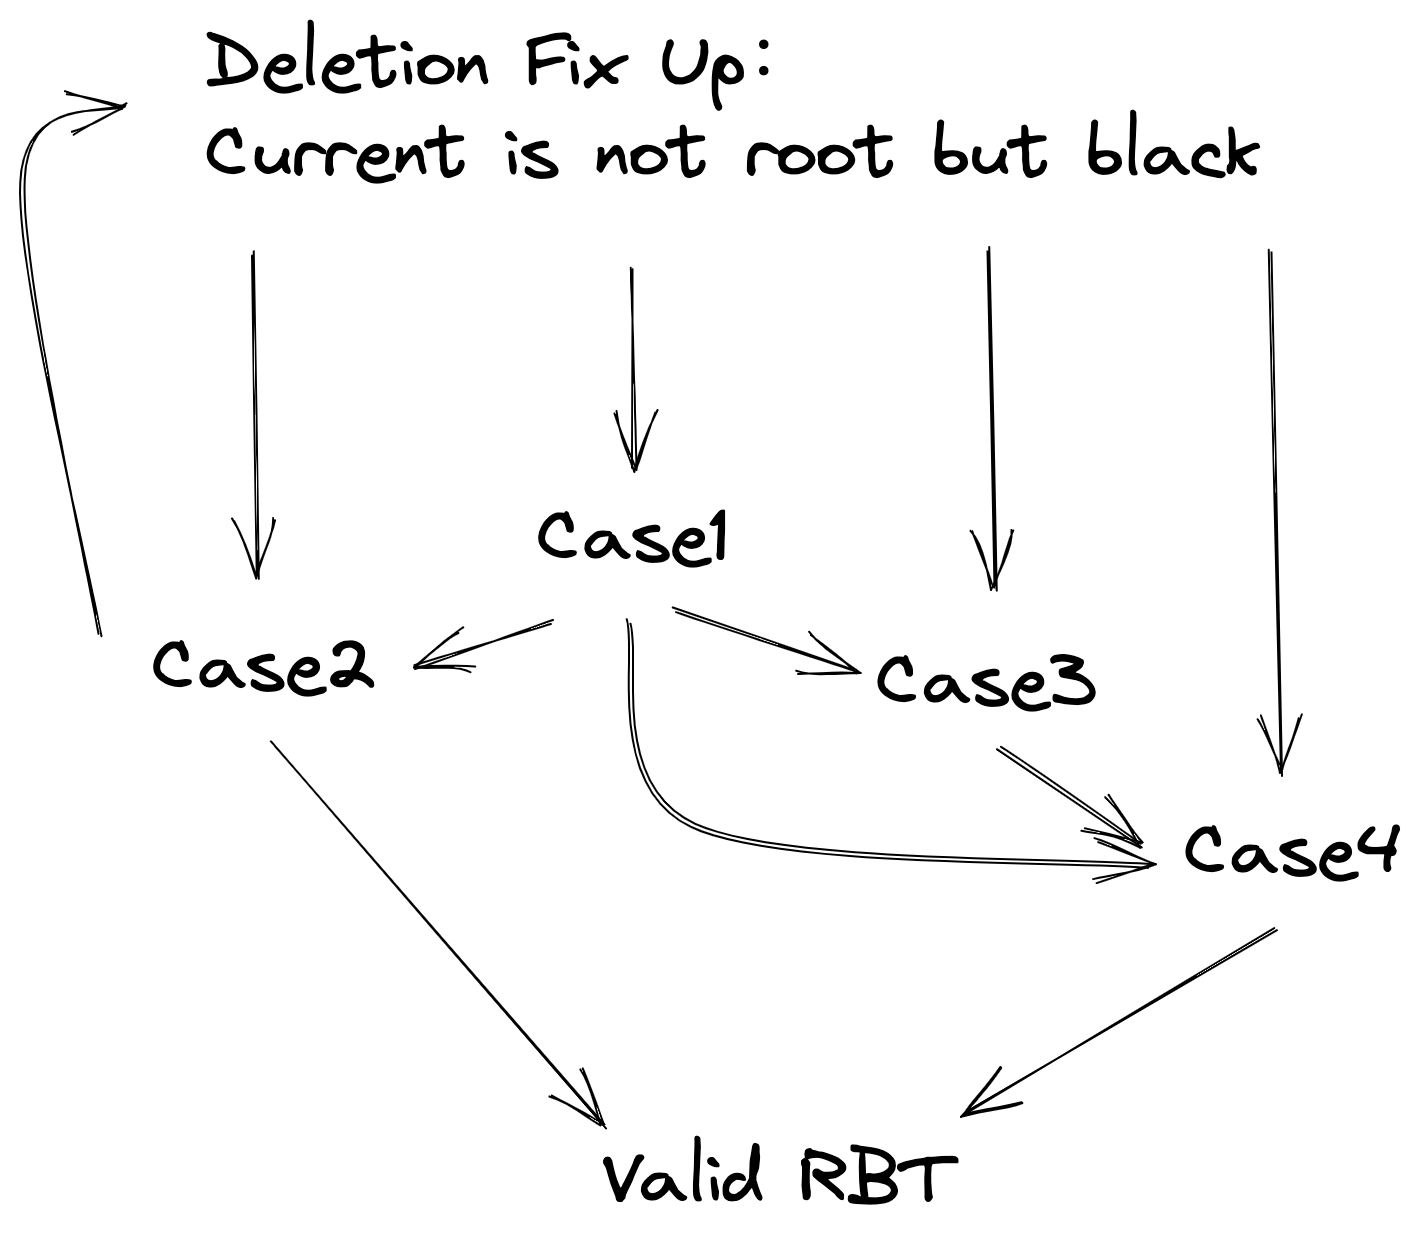 Deletion Fix Up:
Current is not root but black
Case1
Case2
Case3
Case4
Valid RBT